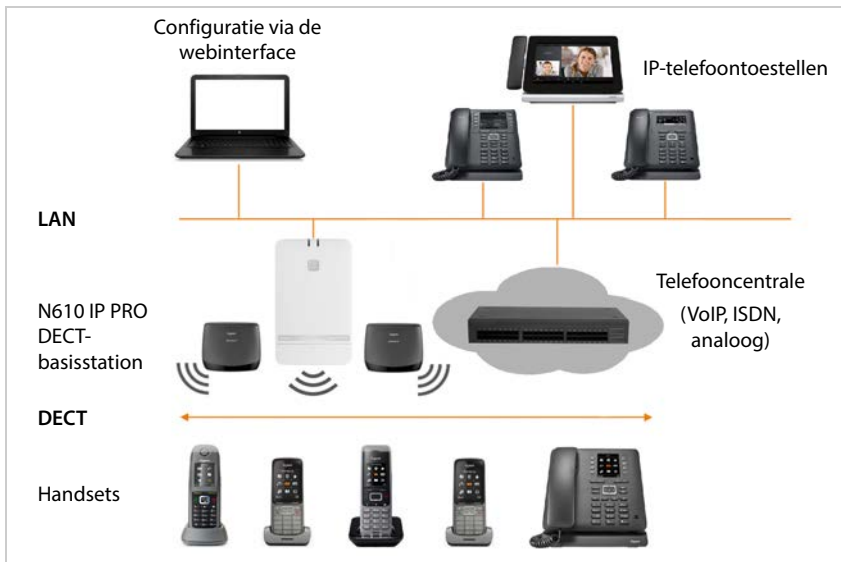 Configuratie via de
webinterface
IP-telefoontoestellen
LAN
N610 IP PRO
DECT-
basisstation
Telefooncentrale
(VoIP, ISDN,
analoog)
DECT
Handsets